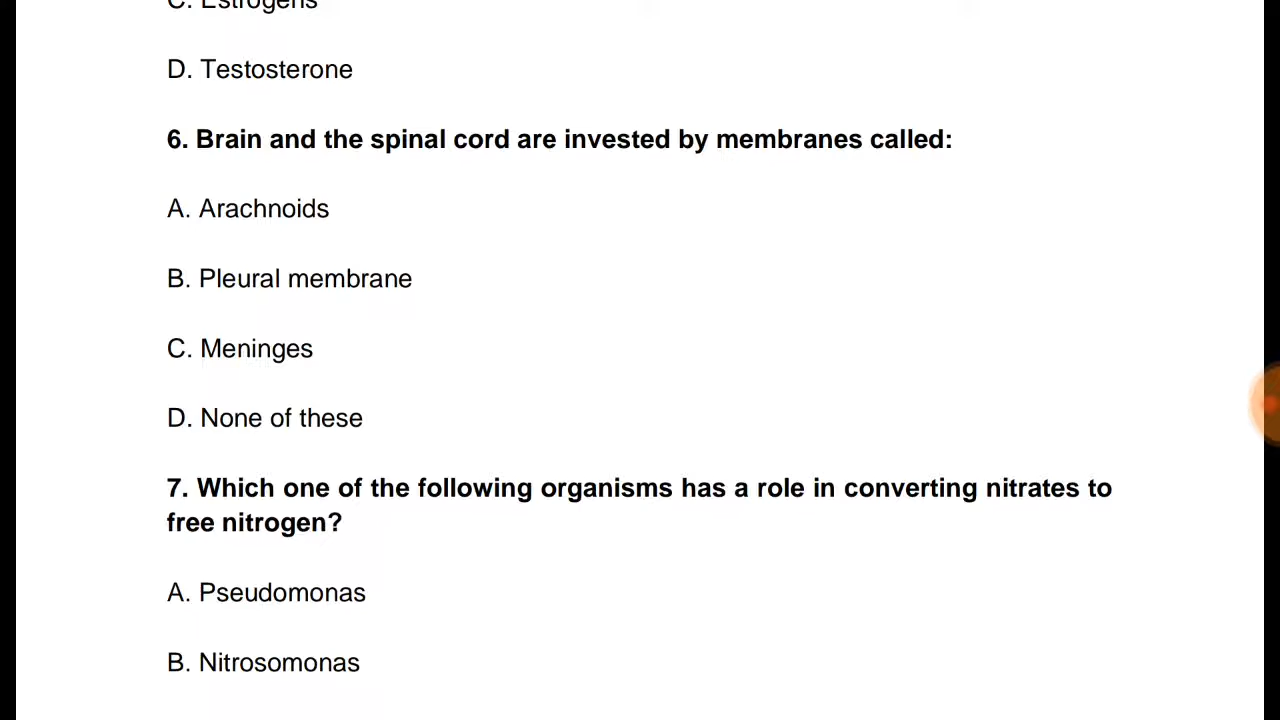 C. Estrogens
D. Testosterone
6. Brain and the spinal cord are invested by membranes called:
A. Arachnoids
B. Pleural membrane
C. Meninges
D. None of these
7. Which one of the following organisms has a role in converting nitrates to
free nitrogen?
A. Pseudomonas
B. Nitrosomonas